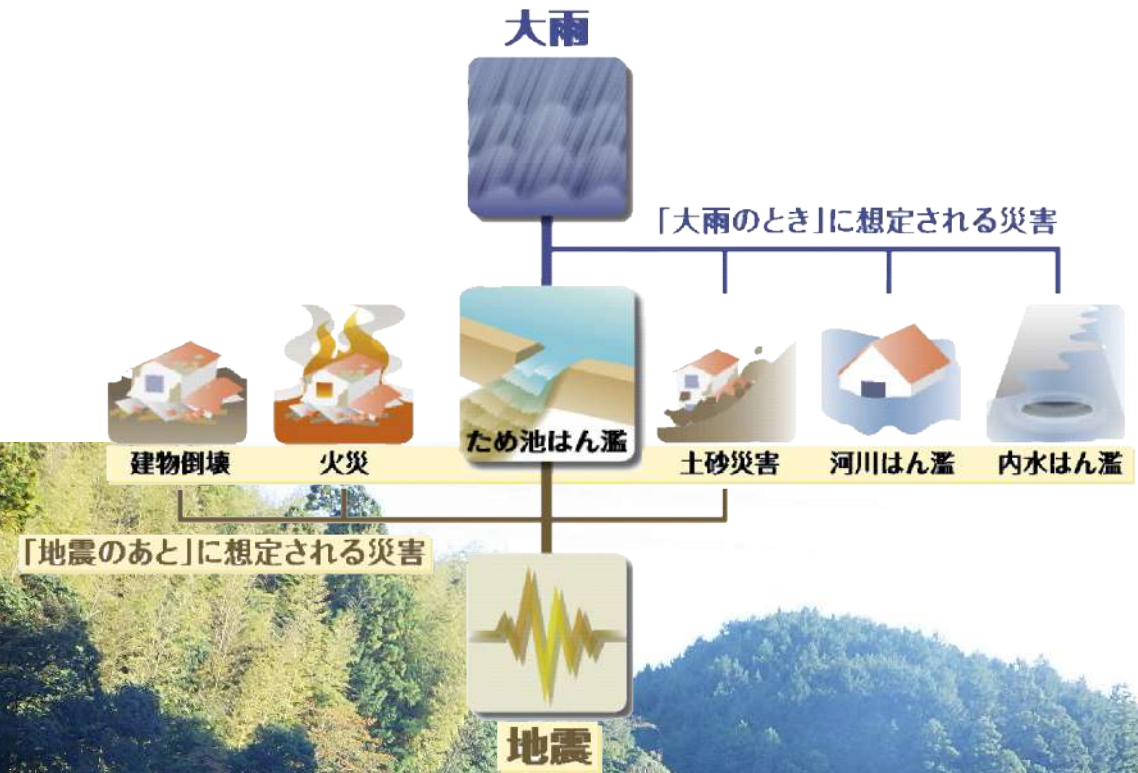 大雨
「大雨のとき」に想定される災害
建物倒壊
火災
ため池はん濫
土砂災害
河川はん濫
内水はん濫
「地震のあと」に想定される災害
地震